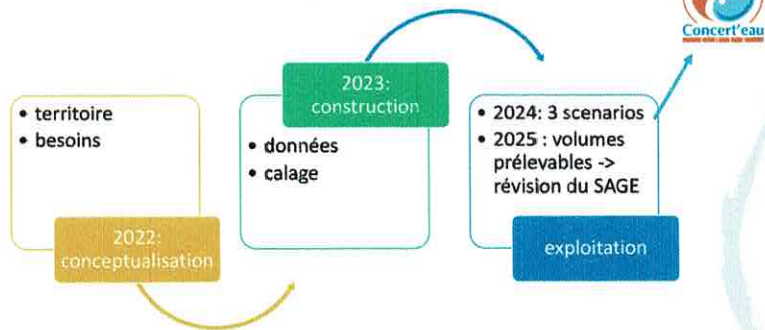 Concert'eau
• territoire
• besoins
2022:
conceptualisation
2023:
construction
• données
• calage
• 2024: 3 scenarios
• 2025 : volumes
prélevables ->
révision du SAGE
exploitation